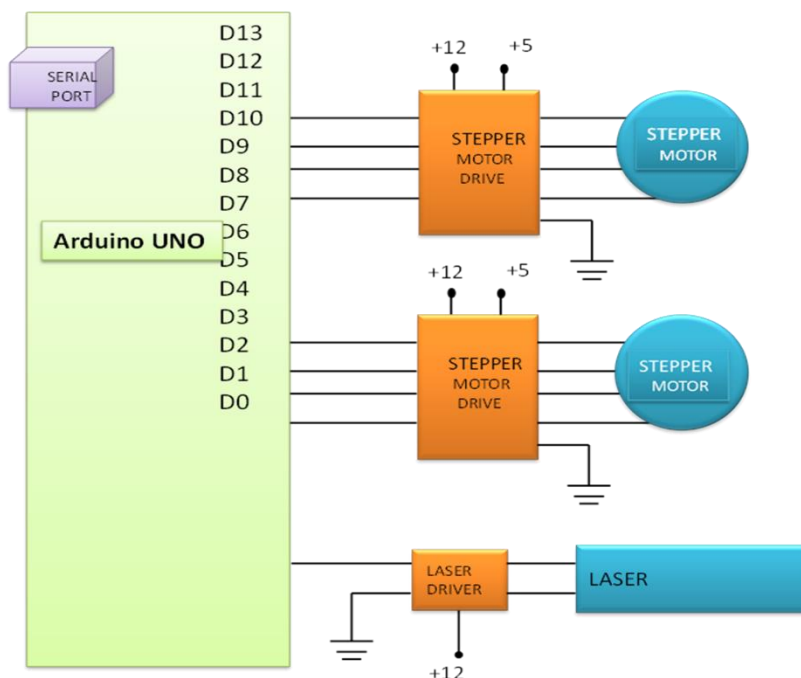 SERIAL
PORT
Arduino UNO
D13
D12
D11
D10
D9
D8
D7
D6
D5
D4
D3
D2
D1
D0
+12
+5
STEPPER
MOTOR
DRIVE
STEPPER
MOTOR
+12
+5
STEPPER
MOTOR
DRIVE
STEPPER
MOTOR
LASER
DRIVER
LASER
+12